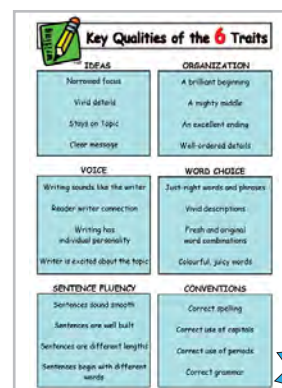 writing
Key Qualities of the 6 Traits
IDEAS
Narrowed focus
Vivid details
Stays on Topic
Clear message
ORGANIZATION
A brilliant beginning
A mighty middle
An excellent ending
Well-ordered details
VOICE
Writing sounds like the writer
Reader writer connection
Writing has
individual personality
Writer is excited about the topic
WORD CHOICE
Just-right words and phrases
Vivid descriptions
Fresh and original
word combinations
Colourful, juicy words
SENTENCE FLUENCY
Sentences sound smooth
Sentences are well built
Sentences are different lengths
Sentences begin with different
words
CONVENTIONS
Correct spelling
Correct use of capitals
Correct use of periods
Correct grammar